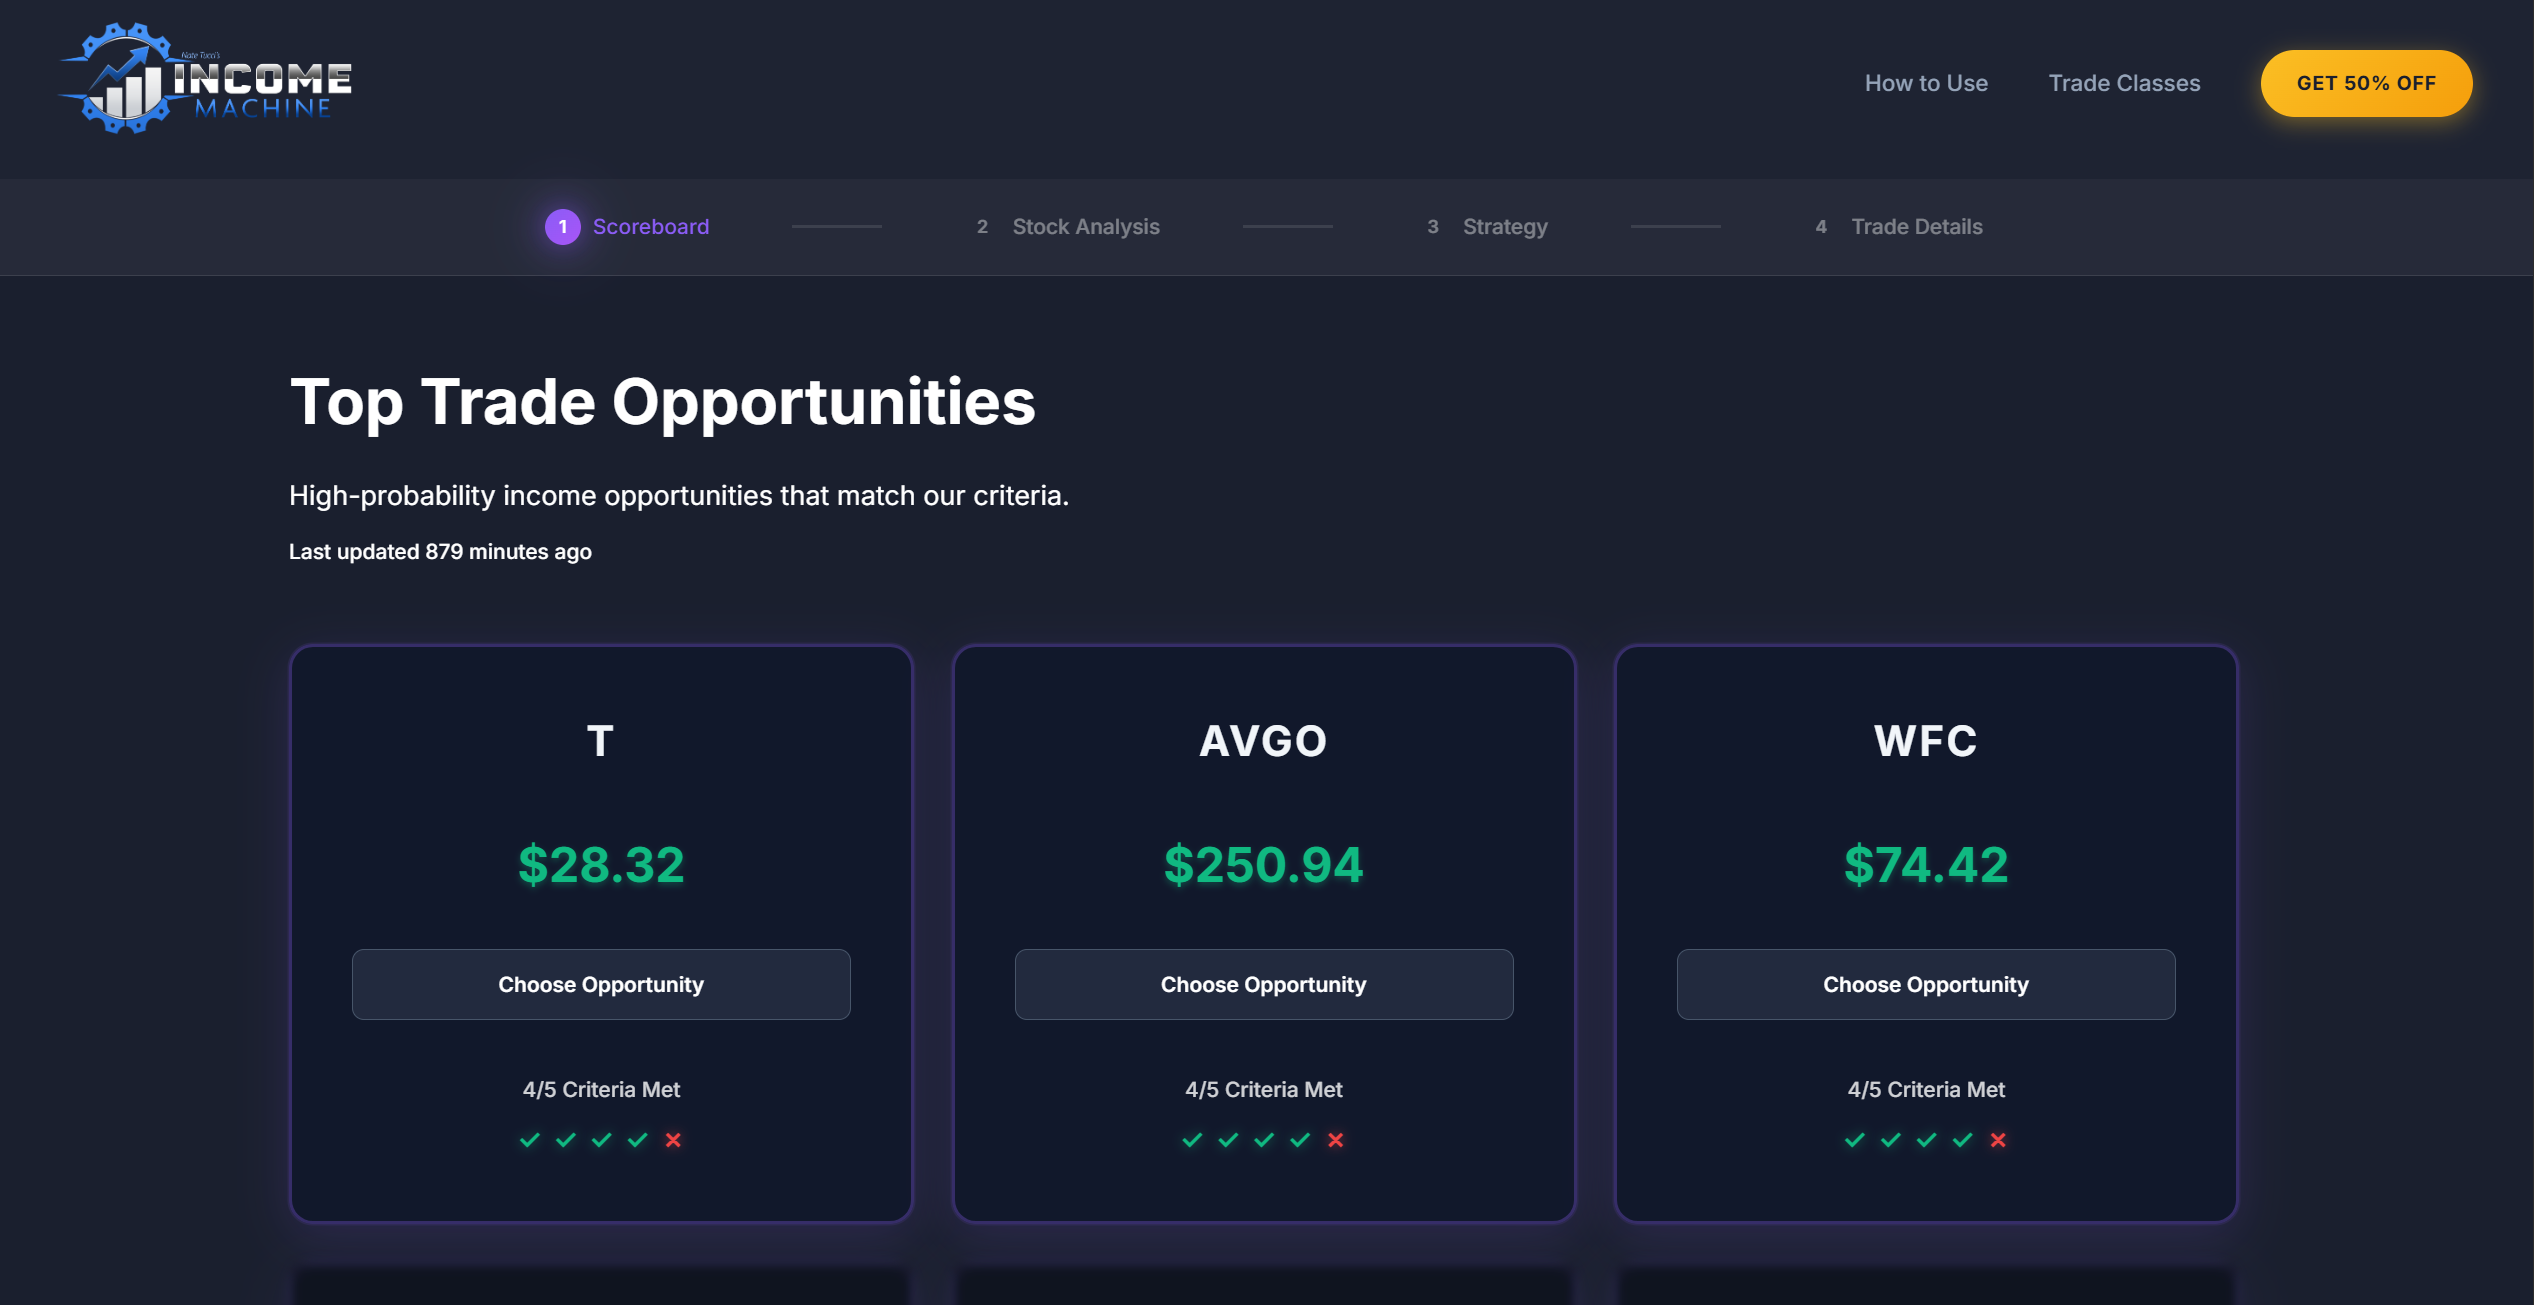 Nate Tucci's
INCOME
MACHINE
How to Use
Trade Classes
GET 50% OFF
1 Scoreboard
2 Stock Analysis
3 Strategy
4 Trade Details
Top Trade Opportunities
High-probability income opportunities that match our criteria.
Last updated 879 minutes ago
T
$28.32
Choose Opportunity
4/5 Criteria Met
AVGO
$250.94
Choose Opportunity
4/5 Criteria Met
WFC
$74.42
Choose Opportunity
4/5 Criteria Met